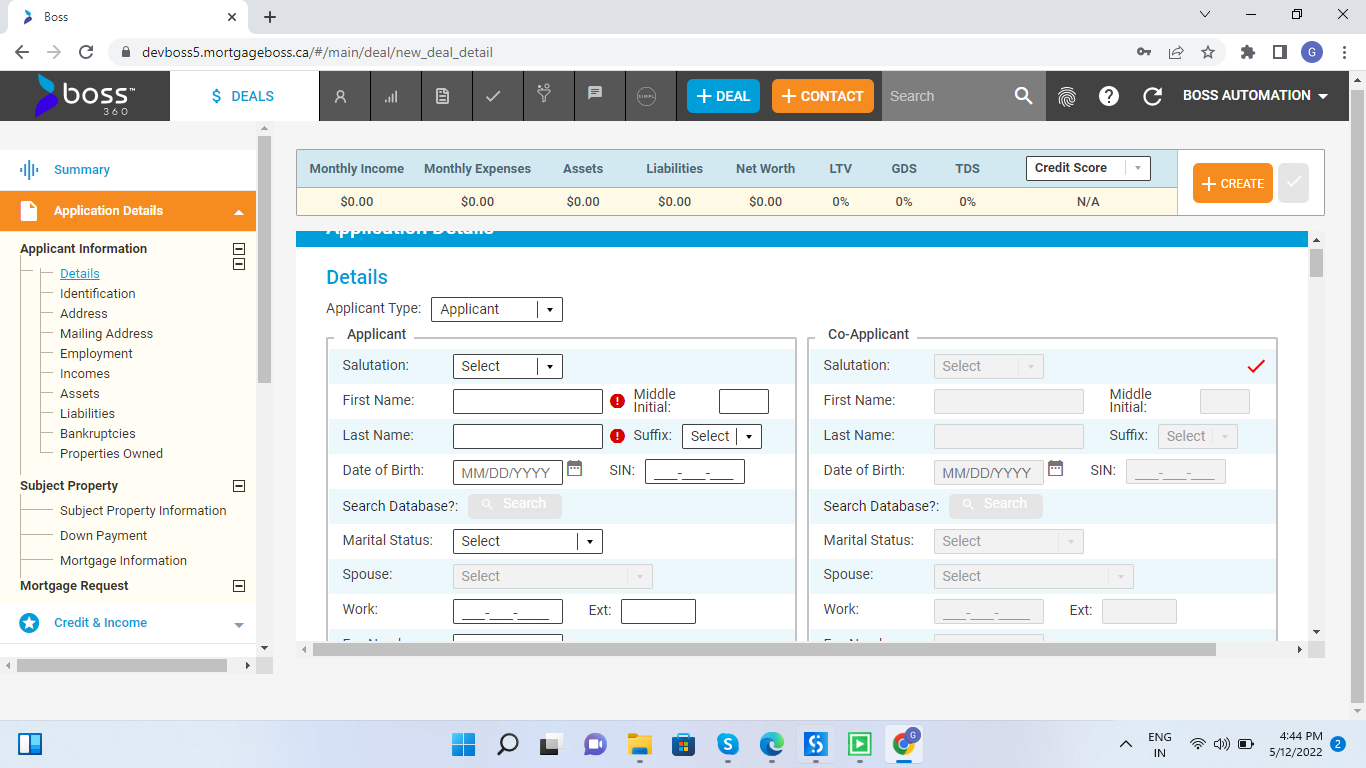 Boss
devboss5.mortgageboss.ca/#/main/deal/new_deal_detail
G
boss™ 360
$ DEALS
+ DEAL
+ CONTACT
Search
BOSS AUTOMATION
Summary
Application Details
Applicant Information
Details
Identification
Address
Mailing Address
Employment
Incomes
Assets
Liabilities
Bankruptcies
Properties Owned
Subject Property
Subject Property Information
Down Payment
Mortgage Information
Mortgage Request
Credit & Income
Monthly Income Monthly Expenses Assets Liabilities Net Worth LTV GDS TDS Credit Score
$0.00 $0.00 $0.00 $0.00 $0.00 0% 0% 0% N/A
+ CREATE
Application Details
Details
Applicant Type: Applicant
Applicant
Salutation: Select
First Name: Middle Initial:
Last Name: Suffix: Select
Date of Birth: MM/DD/YYYY SIN: ___-___-___
Search Database?: Search
Marital Status: Select
Spouse: Select
Work: ___-___-____ Ext:
Co-Applicant
Salutation: Select
First Name: Middle Initial:
Last Name: Suffix: Select
Date of Birth: MM/DD/YYYY SIN: ___-___-___
Search Database?: Search
Marital Status: Select
Spouse: Select
Work: ___-___-____ Ext:
ENG
IN
4:44 PM
5/12/2022
2